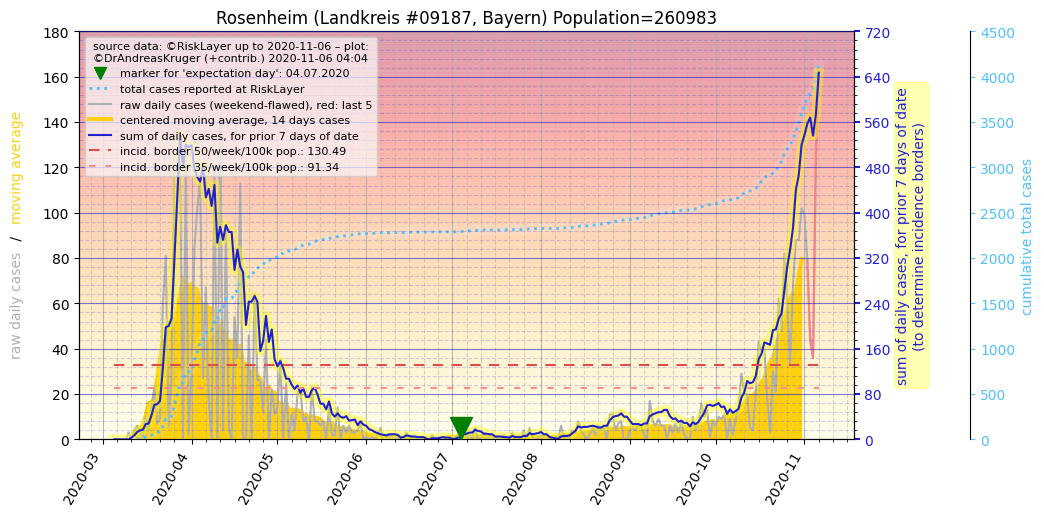 Rosenheim (Landkreis #09187, Bayern) Population=260983
source data: ©RiskLayer up to 2020-11-06 – plot:
©DrAndreasKruger (+contrib.) 2020-11-06 04:04
marker for 'expectation day': 04.07.2020
total cases reported at RiskLayer
raw daily cases (weekend-flawed), red: last 5
centered moving average, 14 days cases
sum of daily cases, for prior 7 days of date
incid. border 50/week/100k pop.: 130.49
incid. border 35/week/100k pop.: 91.34
raw daily cases / moving average
180
160
140
120
100
80
60
40
20
0
720
640
560
480
400
320
240
160
80
0
sum of daily cases, for prior 7 days of date
(to determine incidence borders)
4500
4000
3500
3000
2500
2000
1500
1000
500
0
cumulative total cases
2020-03
2020-04
2020-05
2020-06
2020-07
2020-08
2020-09
2020-10
2020-11